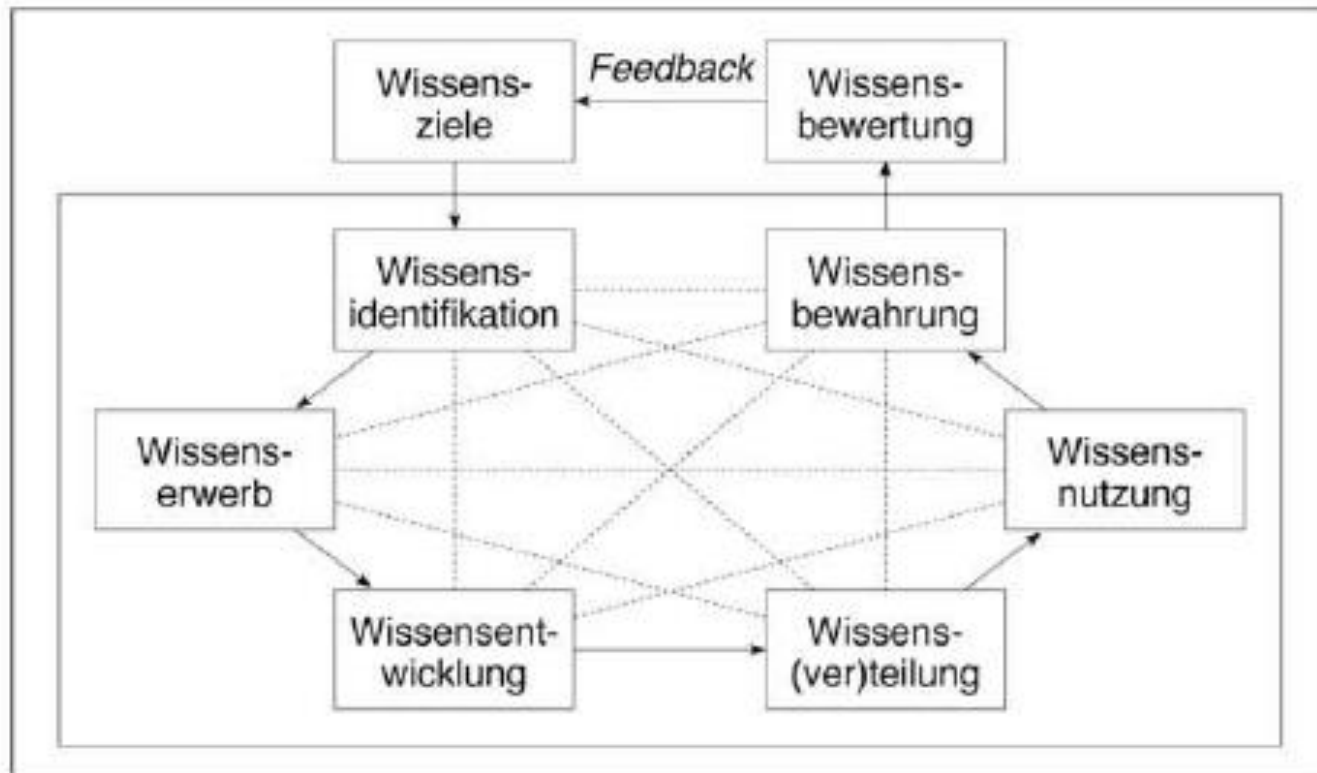 Wissens-
ziele
Feedback
Wissens-
bewertung
Wissens-
identifikation
Wissens-
bewahrung
Wissens-
erwerb
Wissens-
nutzung
Wissensent-
wicklung
Wissens-
(ver)teilung